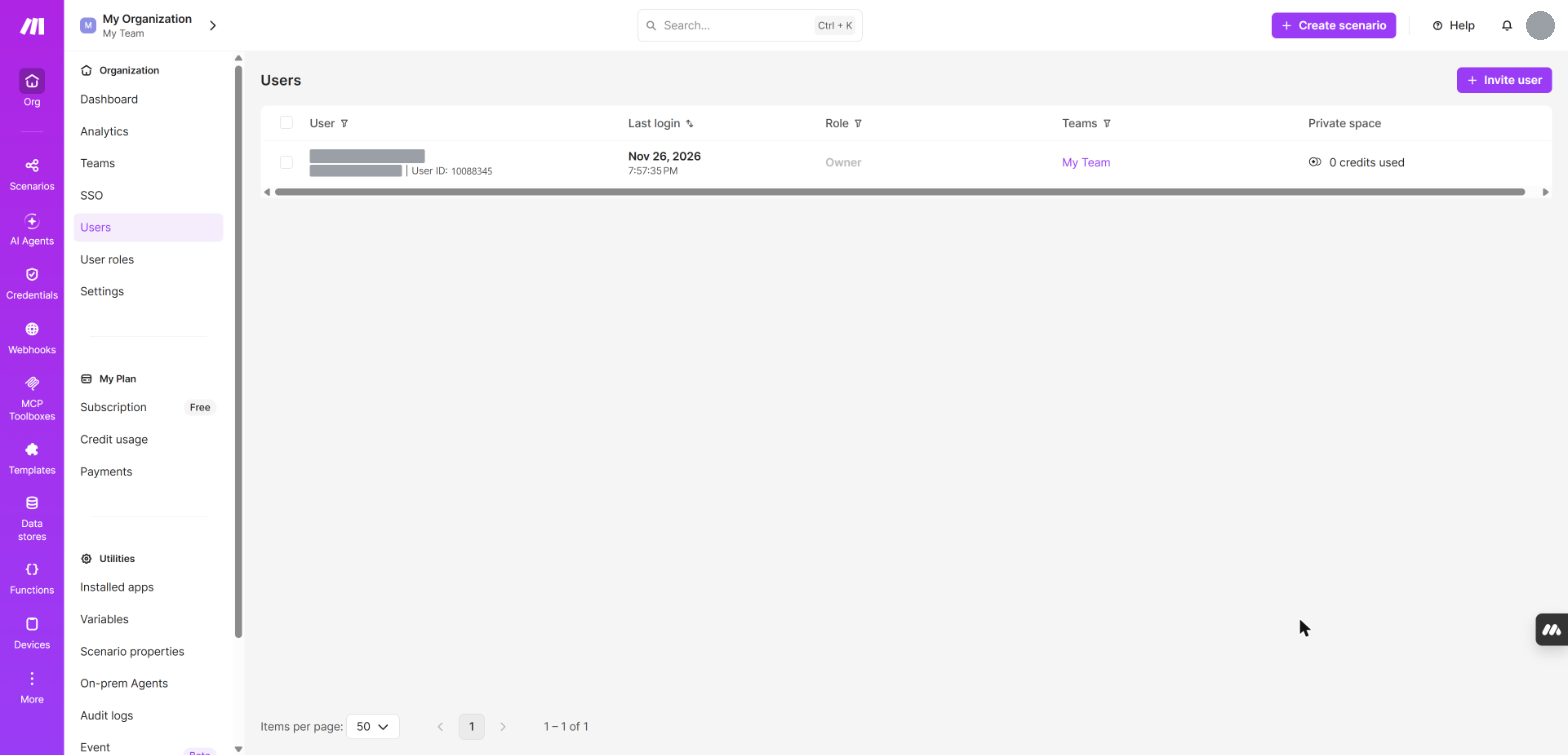 My Organization
My Team
Search...
Ctrl + K
Create scenario
Help
Org
Scenarios
AI Agents
Credentials
Webhooks
MCP
Toolboxes
Templates
Data
stores
Functions
Devices
More
Organization
Dashboard
Analytics
Teams
SSO
Users
User roles
Settings
My Plan
Subscription Free
Credit usage
Payments
Utilities
Installed apps
Variables
Scenario properties
On-prem Agents
Audit logs
Event Beta
Users
Invite user
User Last login Role Teams Private space
Nov 26, 2026
| User ID: 10088345
7:57:35 PM
Owner
My Team
0 credits used
Items per page: 50
1
1 – 1 of 1
M